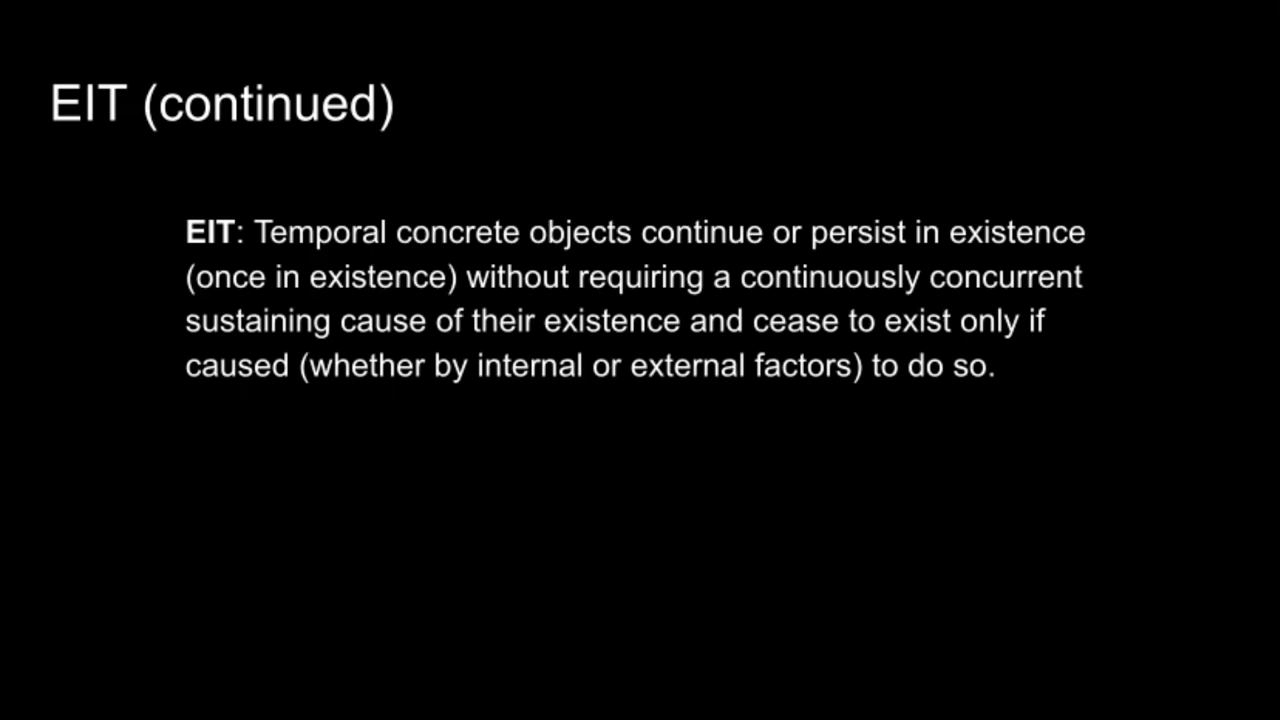 EIT (continued)
EIT: Temporal concrete objects continue or persist in existence
(once in existence) without requiring a continuously concurrent
sustaining cause of their existence and cease to exist only if
caused (whether by internal or external factors) to do so.